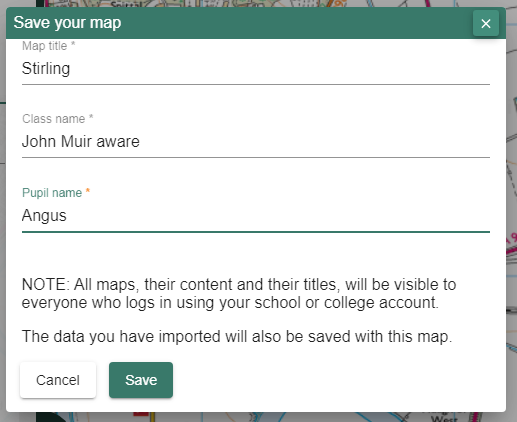 Save your map
Map title *
Stirling
Class name *
John Muir aware
Pupil name *
Angus
NOTE: All maps, their content and their titles, will be visible to
everyone who logs in using your school or college account.
The data you have imported will also be saved with this map.
Cancel
Save
West